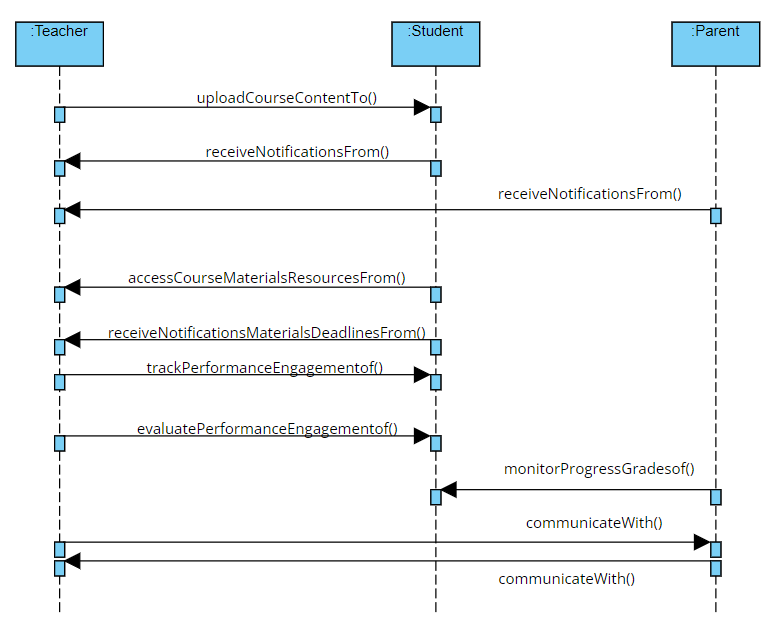 :Teacher
:Student
:Parent
uploadCourseContentTo()
receiveNotificationsFrom()
receiveNotificationsFrom()
accessCourseMaterialsResourcesFrom()
receiveNotificationsMaterialsDeadlinesFrom()
trackPerformanceEngagementof()
evaluatePerformanceEngagementof()
monitorProgressGradesof()
communicateWith()
communicateWith()